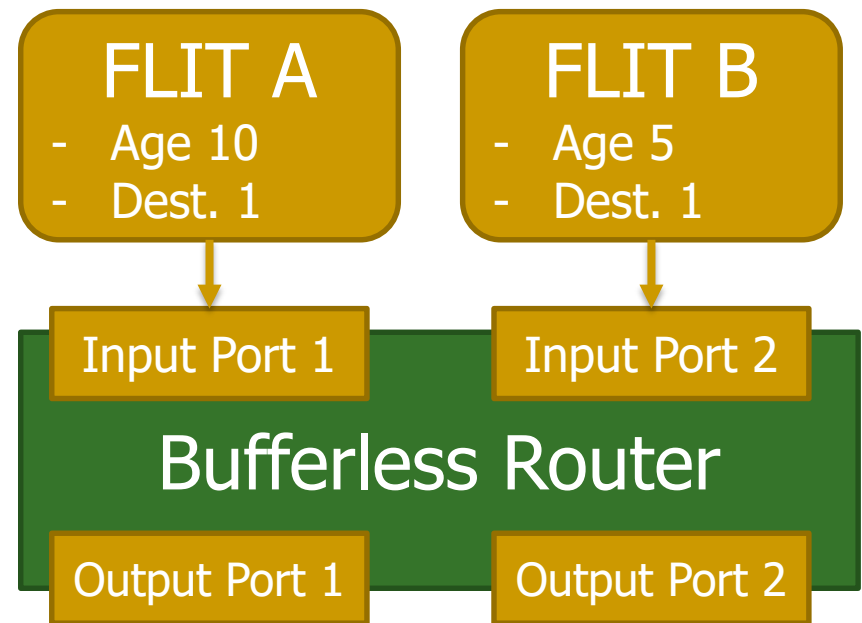 FLIT A
- Age 10
- Dest. 1
FLIT B
- Age 5
- Dest. 1
Input Port 1
Input Port 2
Bufferless Router
Output Port 1
Output Port 2